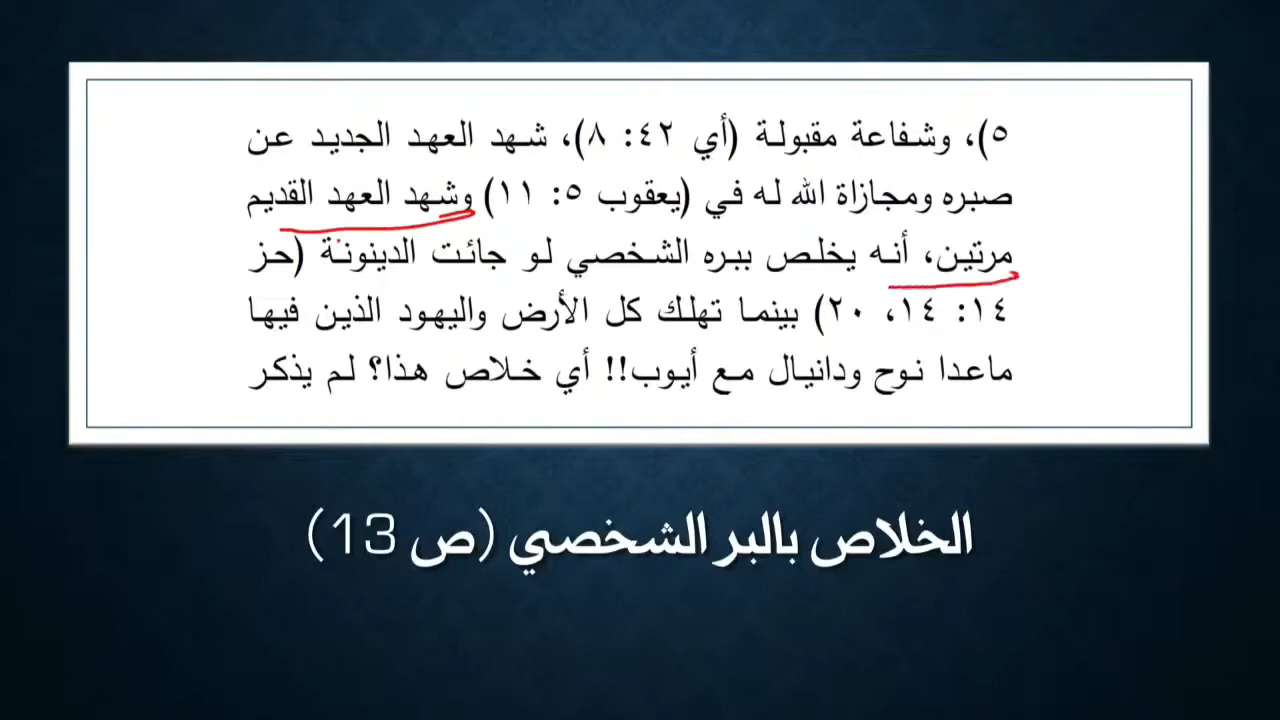 ٥)، وشفاعة مقبولة (أي ٤٢: ٨)، شهد العهد الجديد عن
صبره ومجازاة الله له في (يعقوب ٥: ١١) وشهد العهد القديم
مرتين، أنه يخلص ببره الشخصي لو جائت الدينونة (حز
١٤: ١٤، ٢٠) بينما تهلك كل الأرض واليهود الذين فيها
ماعدا نوح ودانيال مع أيوب!! أي خلاص هذا؟ لم يذكر
الخلاص بالبر الشخصي (ص 13)